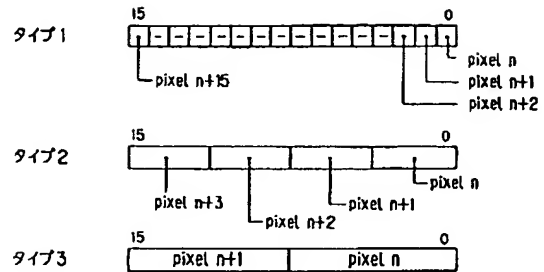 15 0
タイプ1
pixel n
pixel n+15
pixel n+1
pixel n+2
15 0
タイプ2
pixel n
pixel n+3
pixel n+1
pixel n+2
15 0
タイプ3 pixel n+1 pixel n